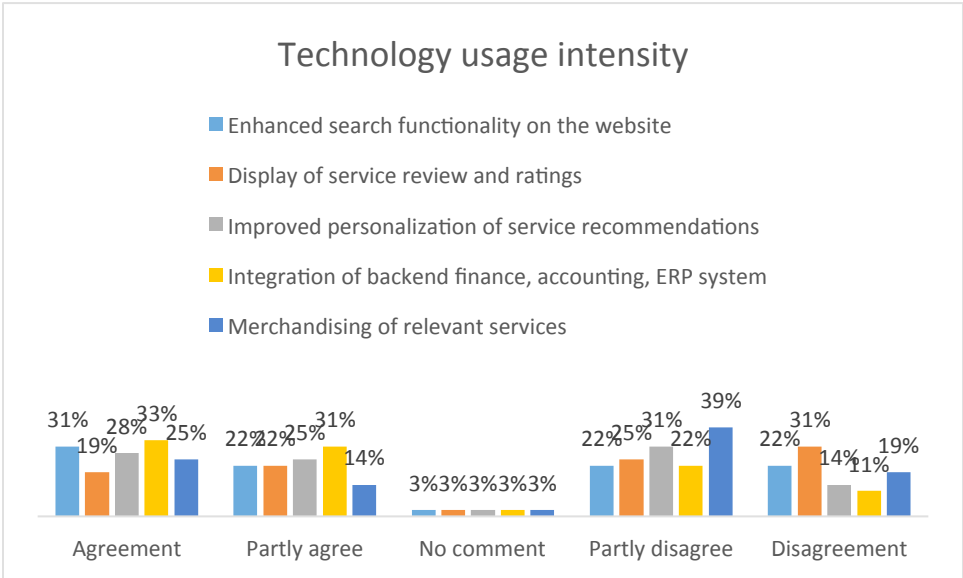 Technology usage intensity
Enhanced search functionality on the website
Display of service review and ratings
Improved personalization of service recommendations
Integration of backend finance, accounting, ERP system
Merchandising of relevant services
31% 19% 28% 33% 25% 22% 22% 25% 31% 14% 3% 3% 3% 3% 3% 22% 25% 31% 22% 39% 22% 31% 14% 11% 19%
Agreement Partly agree No comment Partly disagree Disagreement